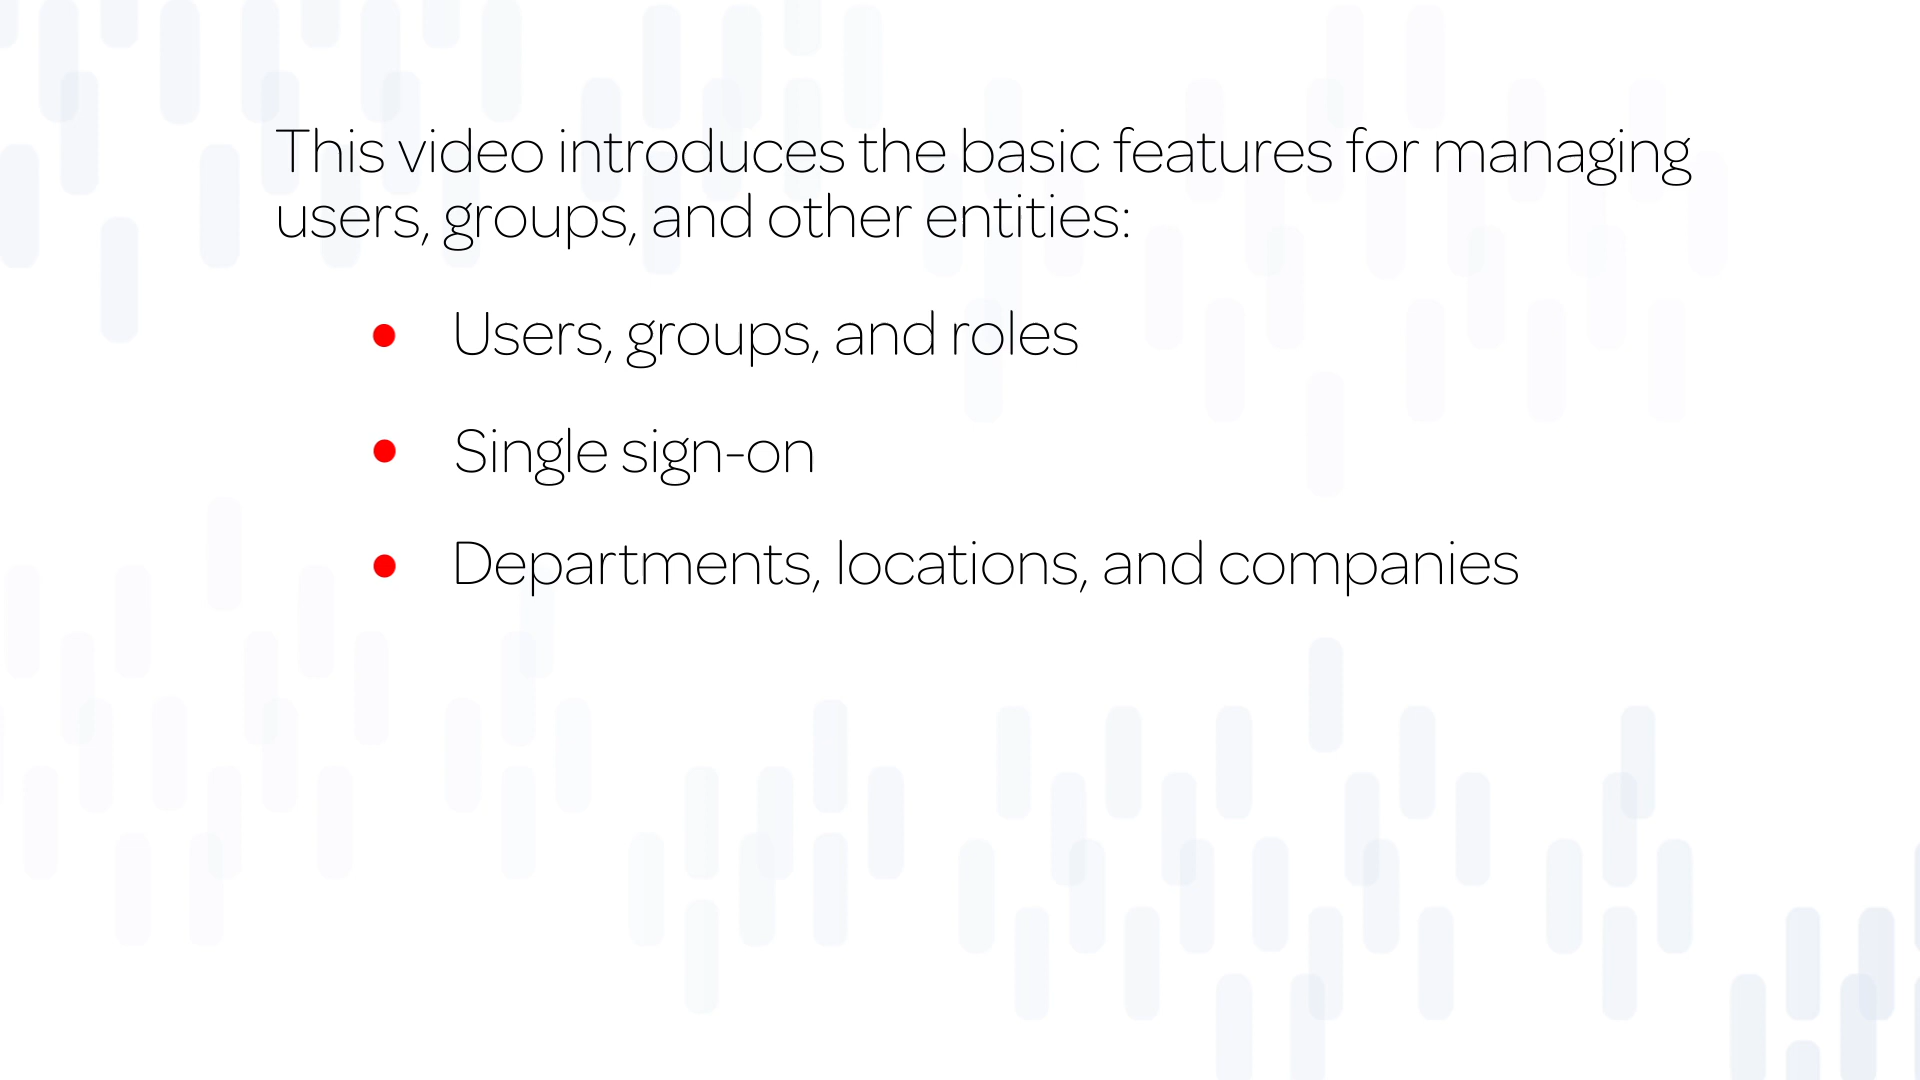 This video introduces the basic features for managing
users, groups, and other entities:
Users, groups, and roles
Single sign-on
Departments, locations, and companies